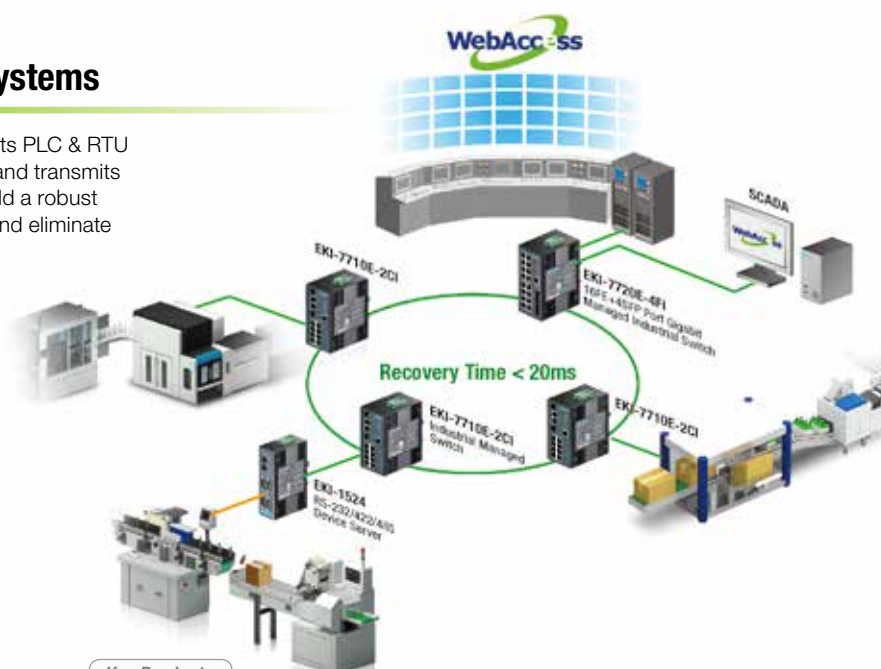 WebAccess
ystems
ts PLC & RTU
and transmits
ld a robust
nd eliminate
SCADA
WebAccess
EKI-7710E-2CI
EKI-7720E-4FI
16FE+4SFP Port Gigabit
Managed Industrial Switch
Recovery Time < 20ms
EKI-7710E-2CI
Industrial Managed
Switch
EKI-7710E-2CI
EKI-1524
RS-232/422/485
Device Server